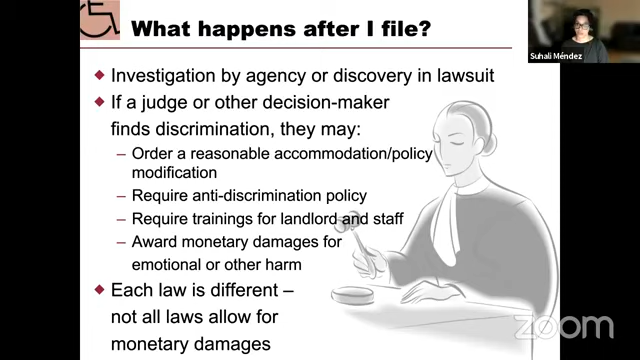 What happens after I file?
Suhali Méndez
Investigation by agency or discovery in lawsuit
If a judge or other decision-maker
finds discrimination, they may:
– Order a reasonable accommodation/policy
modification
– Require anti-discrimination policy
– Require trainings for landlord and staff
– Award monetary damages for
emotional or other harm
Each law is different –
not all laws allow for
monetary damages
zoom